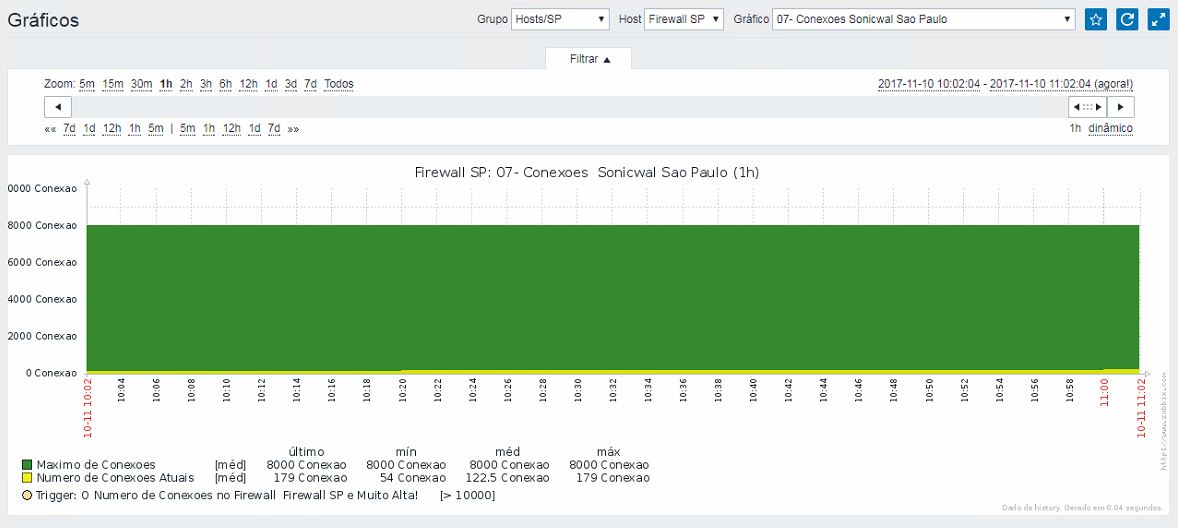 Gráficos
Grupo Hosts/SP Host Firewall SP Gráfico 07- Conexoes Sonicwal Sao Paulo
Filtrar
Zoom: 5m 15m 30m 1h 2h 3h 6h 12h 1d 3d 7d Todos 2017-11-10 10:02:04 - 2017-11-10 11:02:04 (agora!)
«« 7d 1d 12h 1h 5m | 5m 1h 12h 1d 7d »» 1h dinâmico
Firewall SP: 07- Conexoes Sonicwal Sao Paulo (1h)
0000 Conexao
8000 Conexao
6000 Conexao
4000 Conexao
2000 Conexao
0 Conexao
10-11 10:02 10:04 10:06 10:08 10:10 10:12 10:14 10:16 10:18 10:20 10:22 10:24 10:26 10:28 10:30 10:32 10:34 10:36 10:38 10:40 10:42 10:44 10:46 10:48 10:50 10:52 10:54 10:56 10:58 11:00 10-11 11:02
http://www.zabbix.com
último mín méd máx
Maximo de Conexoes [méd] 8000 Conexao 8000 Conexao 8000 Conexao 8000 Conexao
Numero de Conexoes Atuais [méd] 179 Conexao 54 Conexao 122.5 Conexao 179 Conexao
Trigger: O Numero de Conexoes no Firewall Firewall SP e Muito Alta! [> 10000]
Dado de history. Gerado em 0.04 segundos.